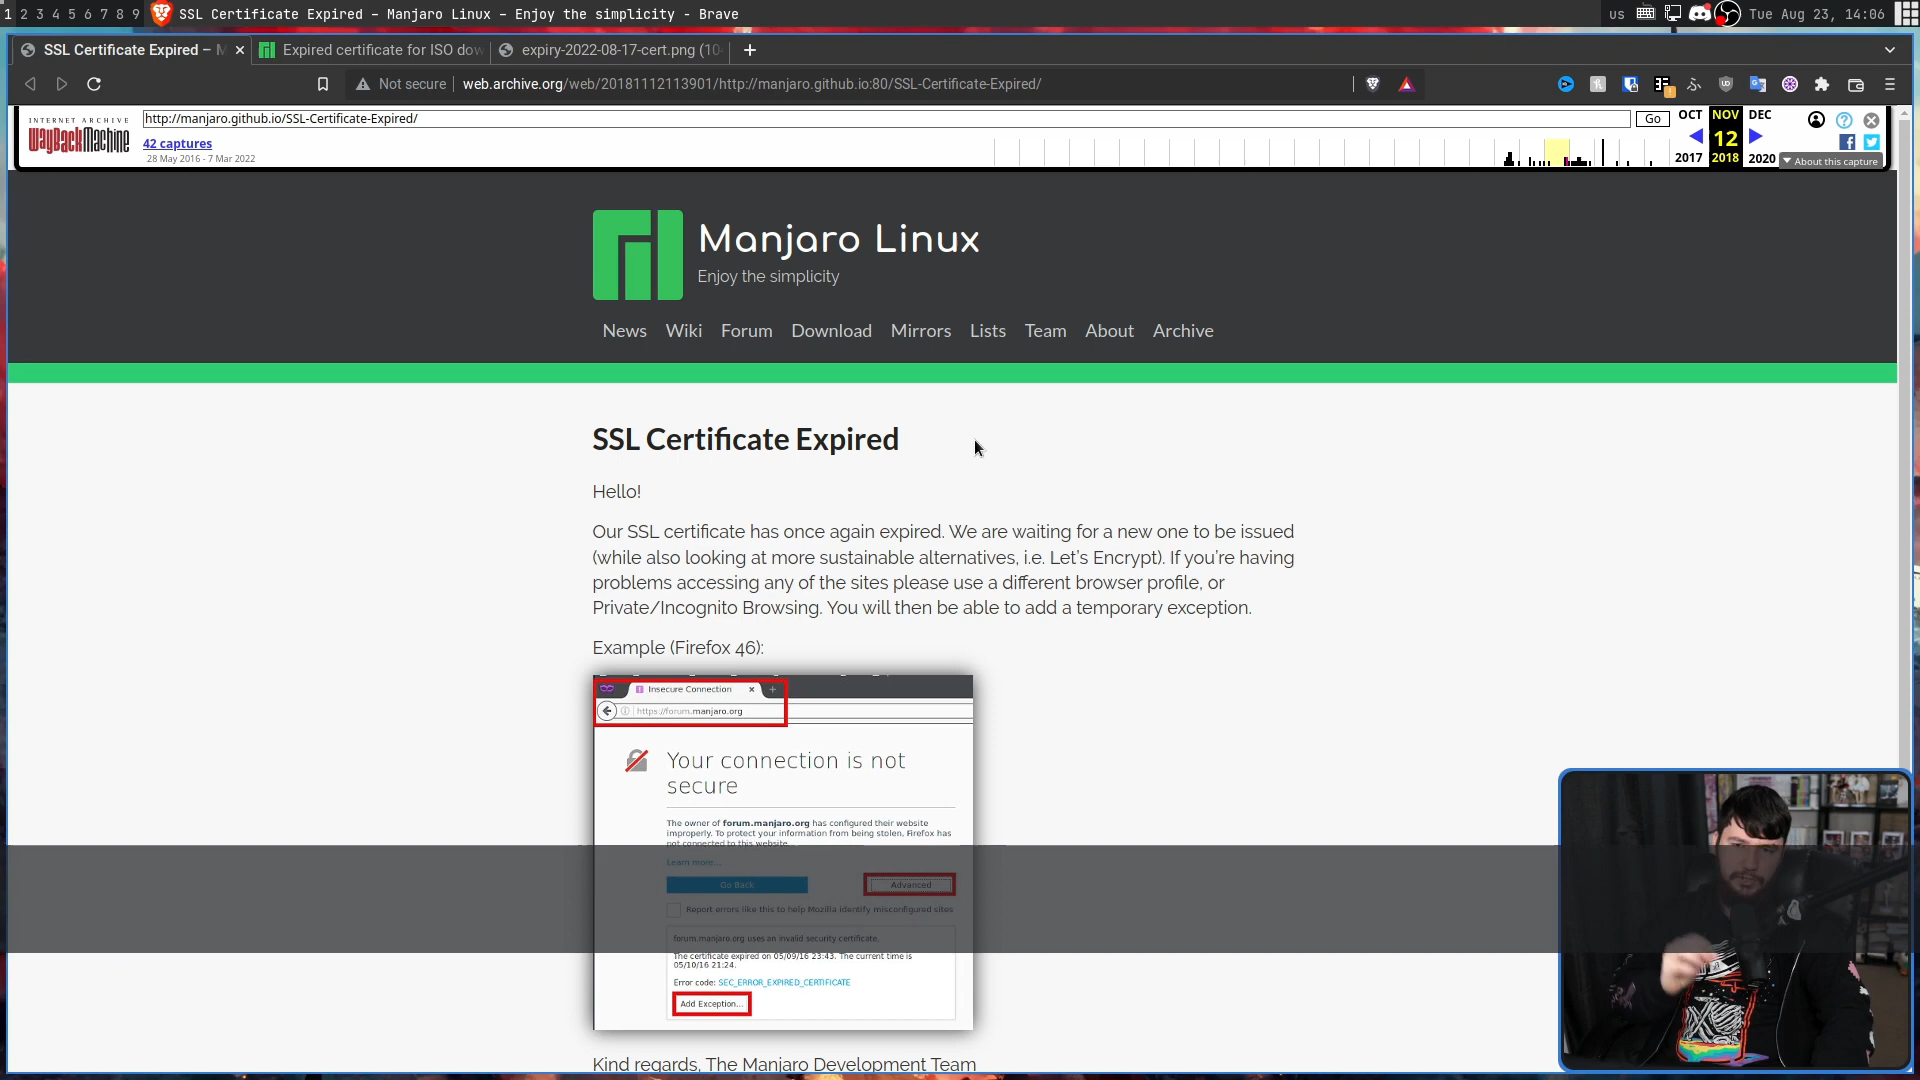 1 2 3 4 5 6 7 8 9 SSL Certificate Expired – Manjaro Linux – Enjoy the simplicity - Brave
us Tue Aug 23, 14:06
SSL Certificate Expired – M
Expired certificate for ISO dow
expiry-2022-08-17-cert.png (10
Not secure web.archive.org/web/20181112113901/http://manjaro.github.io:80/SSL-Certificate-Expired/
INTERNET ARCHIVE
WayBackMachine
http://manjaro.github.io/SSL-Certificate-Expired/
Go
42 captures
28 May 2016 - 7 Mar 2022
OCT NOV DEC
12
2017 2018 2020
About this capture
Manjaro Linux
Enjoy the simplicity
News Wiki Forum Download Mirrors Lists Team About Archive
SSL Certificate Expired
Hello!
Our SSL certificate has once again expired. We are waiting for a new one to be issued
(while also looking at more sustainable alternatives, i.e. Let's Encrypt). If you're having
problems accessing any of the sites please use a different browser profile, or
Private/Incognito Browsing. You will then be able to add a temporary exception.
Example (Firefox 46):
Insecure Connection
https://forum.manjaro.org
Your connection is not
secure
The owner of forum.manjaro.org has configured their website
improperly. To protect your information from being stolen, Firefox has
not connected to this website.
Learn more...
Go Back
Advanced
Report errors like this to help Mozilla identify misconfigured sites
forum.manjaro.org uses an invalid security certificate.
The certificate expired on 05/09/16 23:43. The current time is
05/10/16 21:24.
Error code: SEC_ERROR_EXPIRED_CERTIFICATE
Add Exception...
Kind regards, The Manjaro Development Team